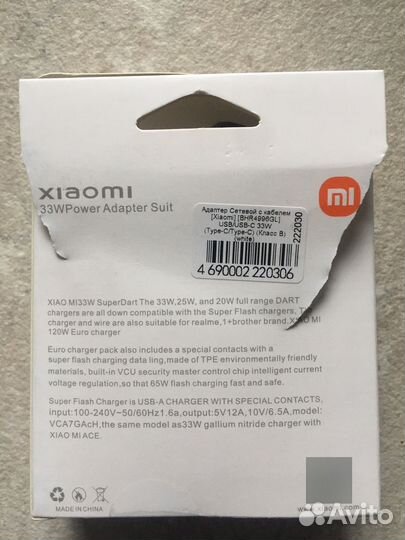 xiaomi
33WPower Adapter Suit
mi
Адаптер Сетевой с кабелем
[Xiaomi] [BHR4996GL]
USB/USB-C 33W
(Type-C/Type-C) (Класс B)
(white)
222030
4 690002 220306
XIAO MI33W SuperDart The 33W,25W, and 20W full range DART
chargers are all down compatible with the Super Flash chargers, The
charger and wire are also suitable for realme,1+brother brand.XIAO MI
120W Euro charger
Euro charger pack also includes a special contacts with a
super flash charging data ling, made of TPE environmentally friendly
materials, built-in VCU security master control chip intelligent current
voltage regulation,so that 65W flash charging fast and safe.
Super Flash Charger is USB-A CHARGER WITH SPECIAL CONTACTS,
input:100-240V~50/60Hz1.6a,output:5V12A,10V/6.5A,model:
VCA7GAcH,the same model as33W gallium nitride charger with
XIAO MI ACE.
MADE IN CHINA
www.xiaomi.com
Avito